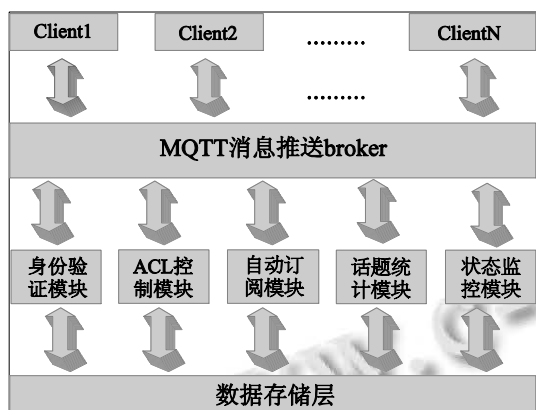 Client1 Client2 ……… ClientN
………
MQTT消息推送broker
身份验 ACL控 自动订 话题统 状态监
证模块 制模块 阅模块 计模块 控模块
数据存储层